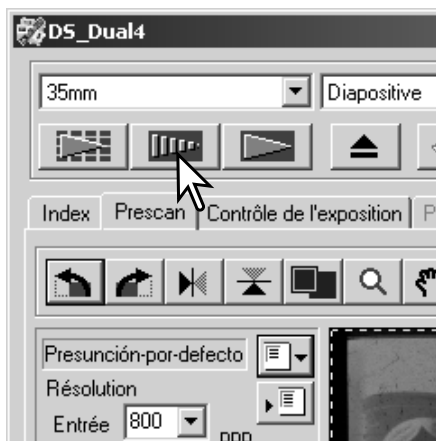 DS_Dual4
35mm Diapositive
Index Prescan Contrôle de l'exposition P
Presunción-por-defecto
Résolution
Entrée 800 ppp